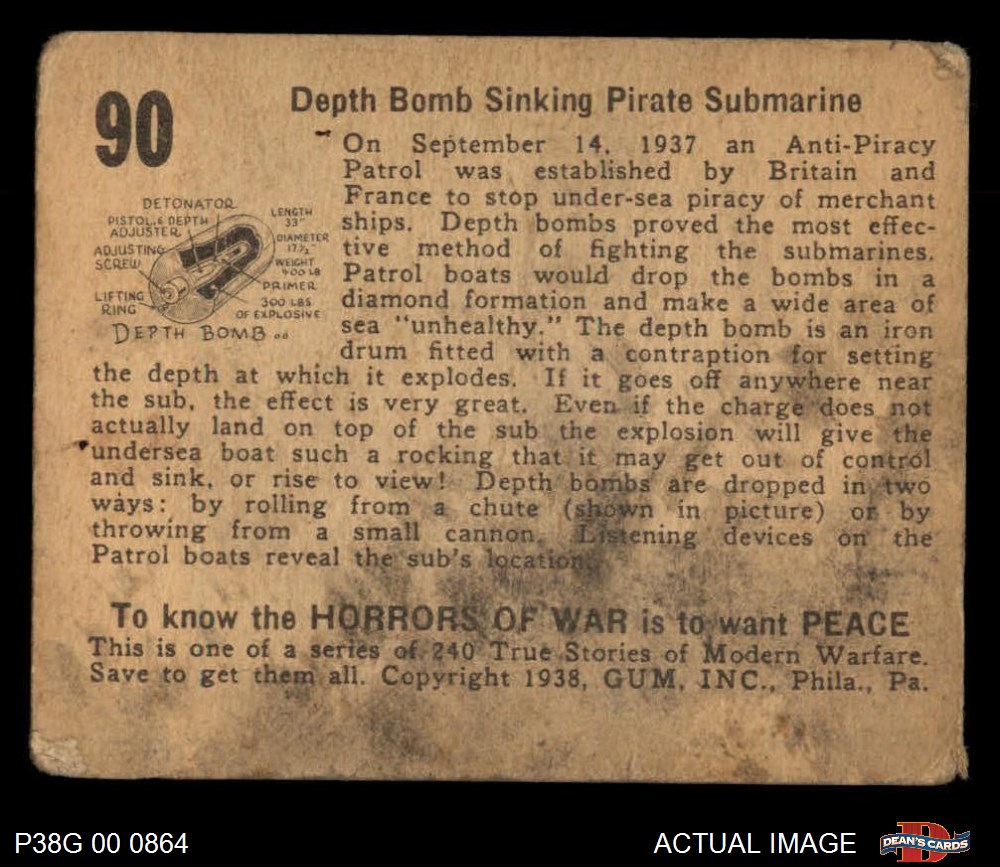 90
Depth Bomb Sinking Pirate Submarine
On September 14, 1937 an Anti-Piracy
Patrol was established by Britain and
France to stop under-sea piracy of merchant
ships. Depth bombs proved the most effec-
tive method of fighting the submarines.
Patrol boats would drop the bombs in a
diamond formation and make a wide area of
sea "unhealthy." The depth bomb is an iron
drum fitted with a contraption for setting
the depth at which it explodes. If it goes off anywhere near
the sub, the effect is very great. Even if the charge does not
actually land on top of the sub the explosion will give the
undersea boat such a rocking that it may get out of control
and sink, or rise to view! Depth bombs are dropped in two
ways: by rolling from a chute (shown in picture) or by
throwing from a small cannon. Listening devices on the
Patrol boats reveal the sub's location.
DETONATOR
PISTOL & DEPTH
ADJUSTER
ADJUSTING
SCREW
LIFTING
RING
LENGTH
33"
DIAMETER
17½"
WEIGHT
400 LB
PRIMER
300 LBS
OF EXPLOSIVE
DEPTH BOMB
To know the HORRORS OF WAR is to want PEACE
This is one of a series of 240 True Stories of Modern Warfare.
Save to get them all. Copyright 1938, GUM, INC., Phila., Pa.
P38G 00 0864
ACTUAL IMAGE
DEAN'S CARDS